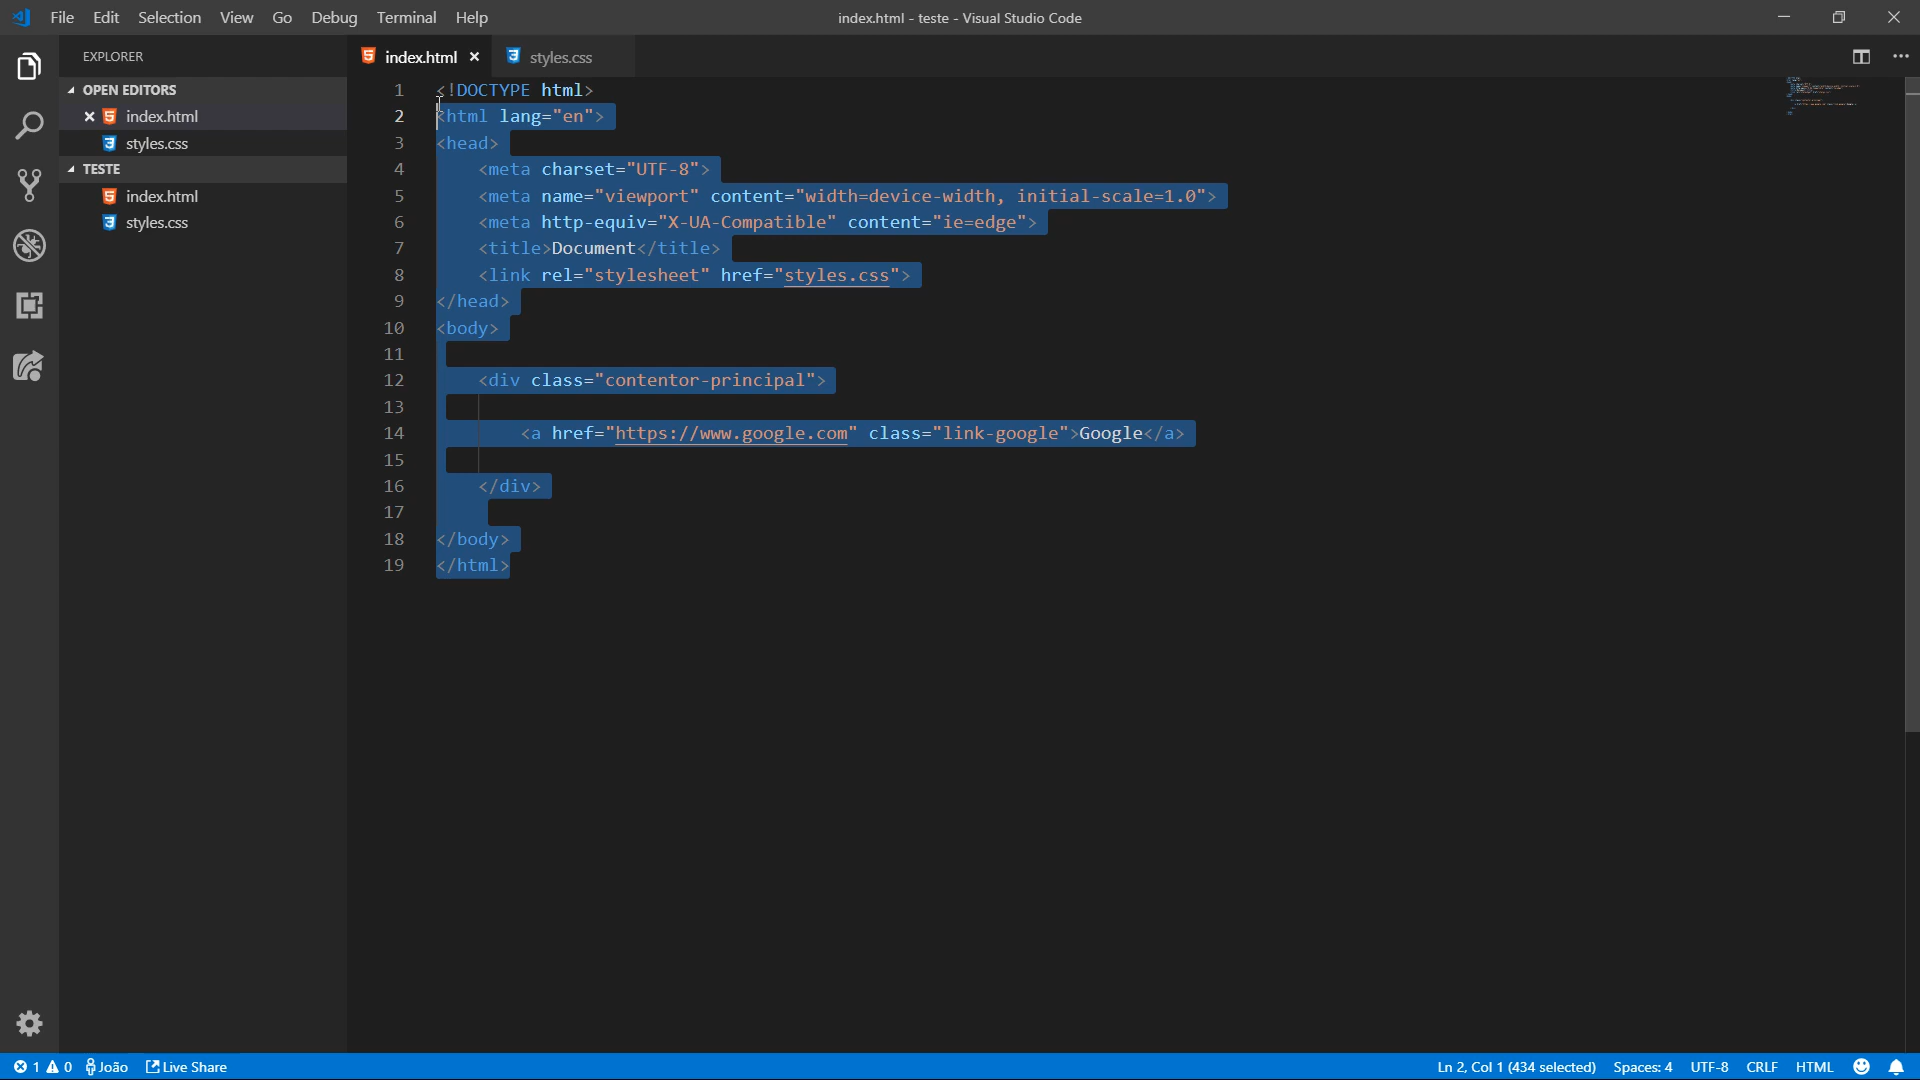 File Edit Selection View Go Debug Terminal Help
index.html - teste - Visual Studio Code
EXPLORER
OPEN EDITORS
index.html
styles.css
TESTE
index.html
styles.css
index.html
styles.css
1 <!DOCTYPE html>
2 <html lang="en">
3 <head>
4 <meta charset="UTF-8">
5 <meta name="viewport" content="width=device-width, initial-scale=1.0">
6 <meta http-equiv="X-UA-Compatible" content="ie=edge">
7 <title>Document</title>
8 <link rel="stylesheet" href="styles.css">
9 </head>
10 <body>
11
12 <div class="contentor-principal">
13
14 <a href="https://www.google.com" class="link-google">Google</a>
15
16 </div>
17
18 </body>
19 </html>
1 0 João Live Share
Ln 2, Col 1 (434 selected) Spaces: 4 UTF-8 CRLF HTML